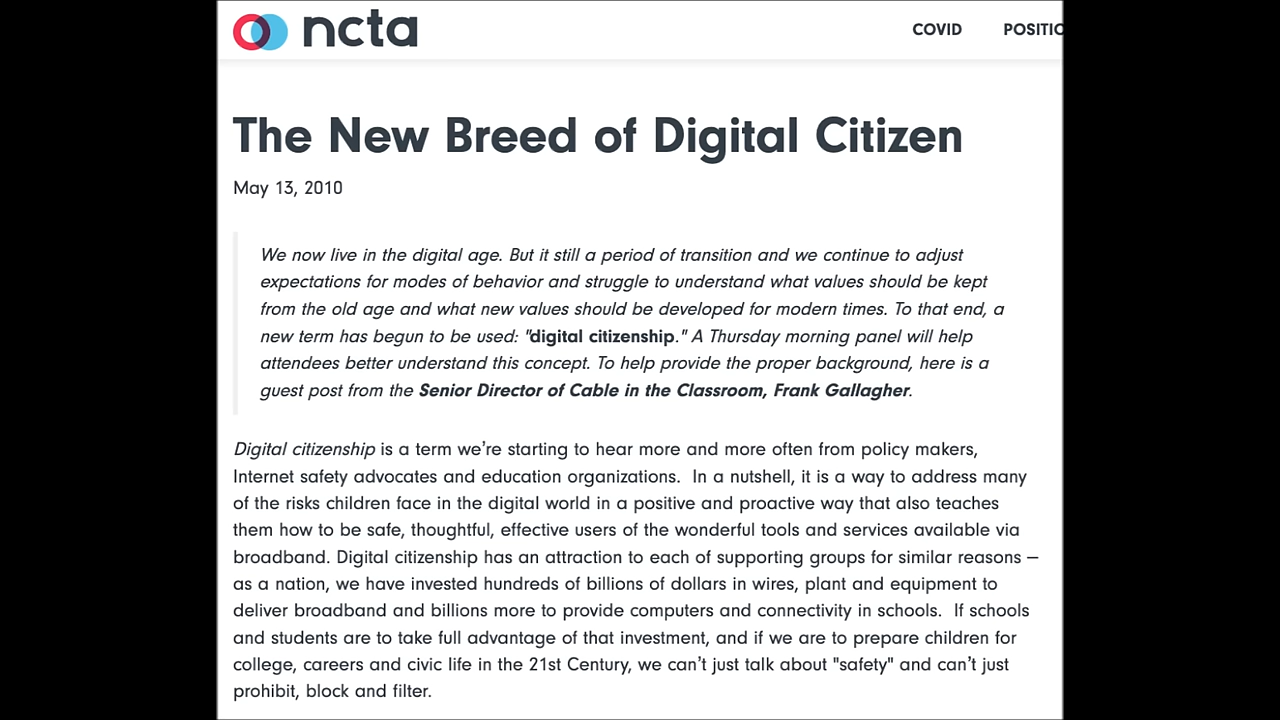 ncta
COVID
POSITIO
The New Breed of Digital Citizen
May 13, 2010
We now live in the digital age. But it still a period of transition and we continue to adjust
expectations for modes of behavior and struggle to understand what values should be kept
from the old age and what new values should be developed for modern times. To that end, a
new term has begun to be used: "digital citizenship." A Thursday morning panel will help
attendees better understand this concept. To help provide the proper background, here is a
guest post from the Senior Director of Cable in the Classroom, Frank Gallagher.
Digital citizenship is a term we're starting to hear more and more often from policy makers,
Internet safety advocates and education organizations.  In a nutshell, it is a way to address many
of the risks children face in the digital world in a positive and proactive way that also teaches
them how to be safe, thoughtful, effective users of the wonderful tools and services available via
broadband. Digital citizenship has an attraction to each of supporting groups for similar reasons –
as a nation, we have invested hundreds of billions of dollars in wires, plant and equipment to
deliver broadband and billions more to provide computers and connectivity in schools.  If schools
and students are to take full advantage of that investment, and if we are to prepare children for
college, careers and civic life in the 21st Century, we can't just talk about "safety" and can't just
prohibit, block and filter.